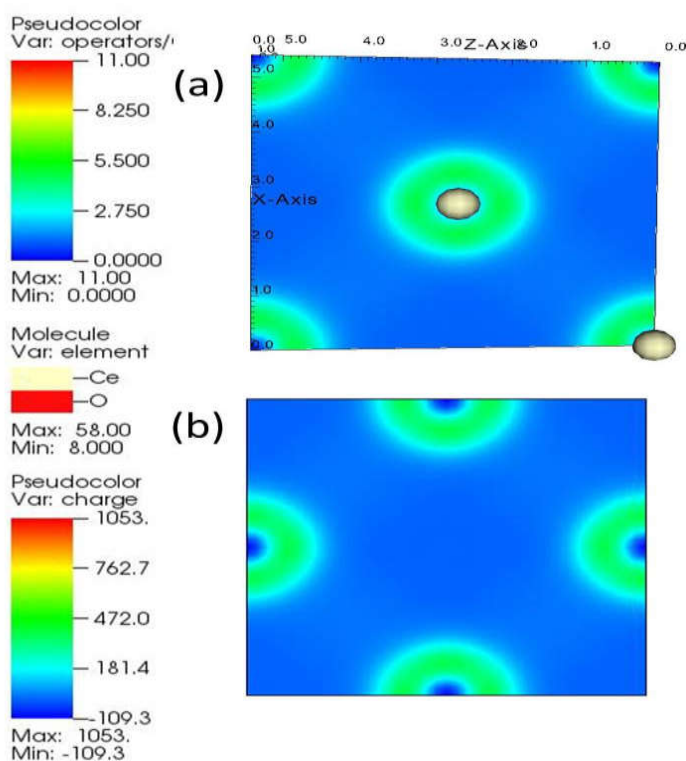 Pseudocolor
Var: operators/
11.00
8.250
5.500
2.750
0.0000
Max: 11.00
Min: 0.0000
Molecule
Var: element
Ce
O
Max: 58.00
Min: 8.000
Pseudocolor
Var: charge
1053.
762.7
472.0
181.4
-109.3
Max: 1053.
Min: -109.3
(a)
0.0 5.0 4.0 3.0 Z-Axis 1.0 0.0
5.0
4.0
3.0
X-Axis
2.0
1.0
0.0
(b)